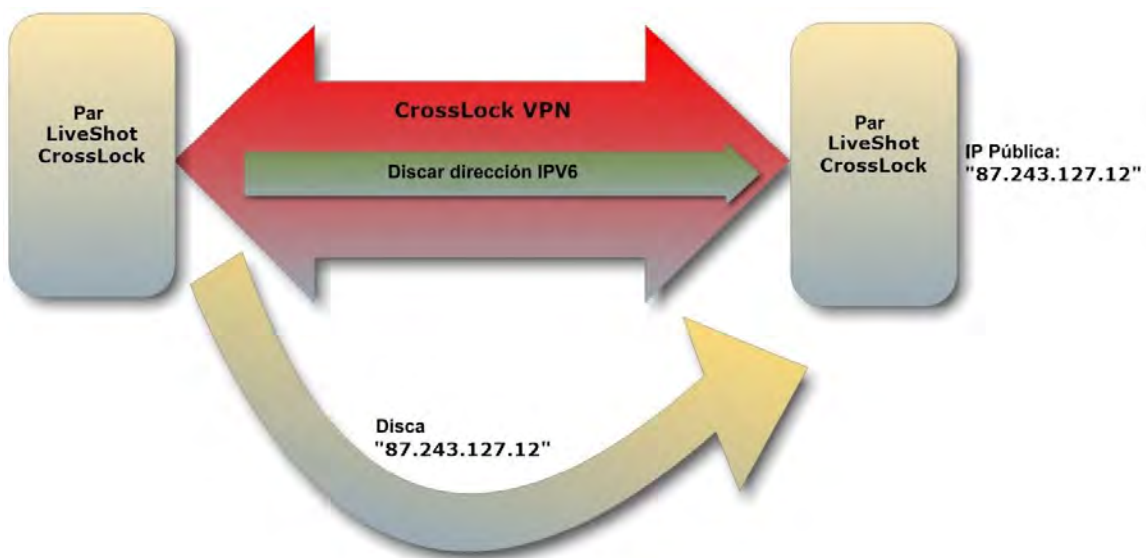 Par
LiveShot
CrossLock
CrossLock VPN
Discar dirección IPV6
Par
LiveShot
CrossLock
IP Pública:
"87.243.127.12"
Disca
"87.243.127.12"